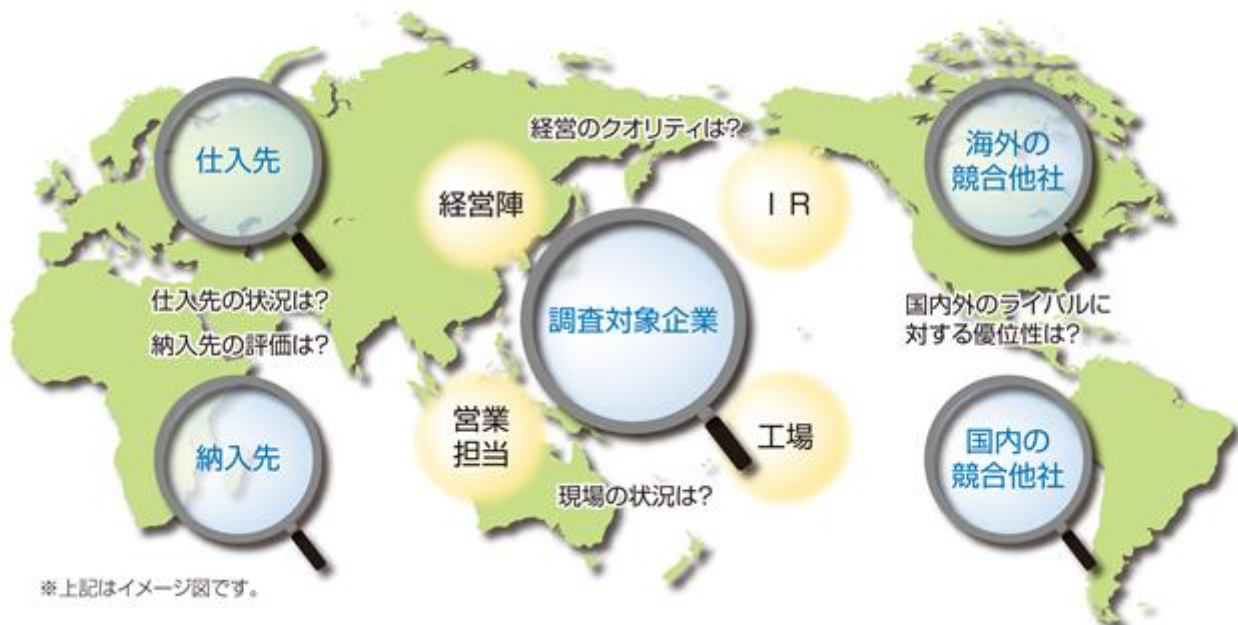 経営のクオリティは?
仕入先
経営陣
IR
海外の
競合他社
調査対象企業
仕入先の状況は?
納入先の評価は?
国内外のライバルに
対する優位性は?
納入先
営業
担当
工場
国内の
競合他社
現場の状況は?
※上記はイメージ図です。